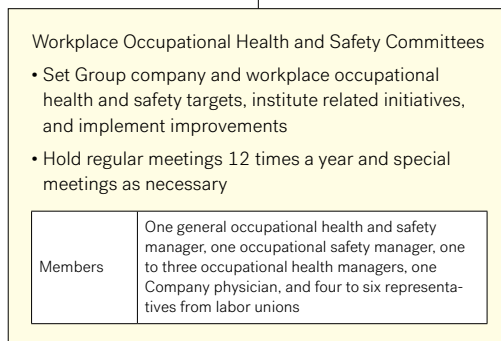 Workplace Occupational Health and Safety Committees
• Set Group company and workplace occupational
health and safety targets, institute related initiatives,
and implement improvements
• Hold regular meetings 12 times a year and special
meetings as necessary
Members
One general occupational health and safety
manager, one occupational safety manager, one
to three occupational health managers, one
Company physician, and four to six representa-
tives from labor unions